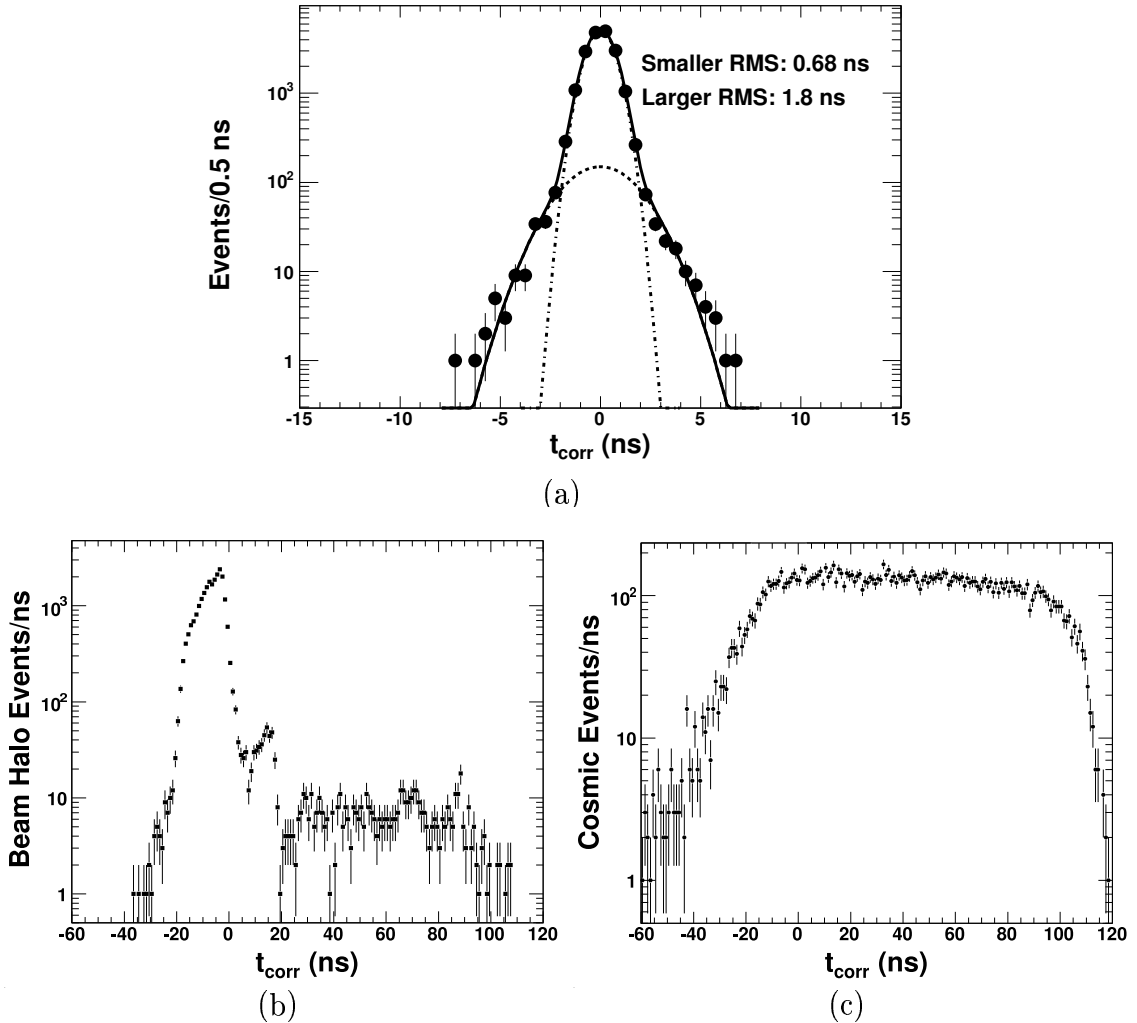 Smaller RMS: 0.68 ns
Larger RMS: 1.8 ns
Events/0.5 ns
10³
10²
10
1
-15 -10 -5 0 5 10 15
t_corr (ns)
(a)
Beam Halo Events/ns
10³
10²
10
1
-60 -40 -20 0 20 40 60 80 100 120
t_corr (ns)
(b)
Cosmic Events/ns
10²
10
1
-60 -40 -20 0 20 40 60 80 100 120
t_corr (ns)
(c)